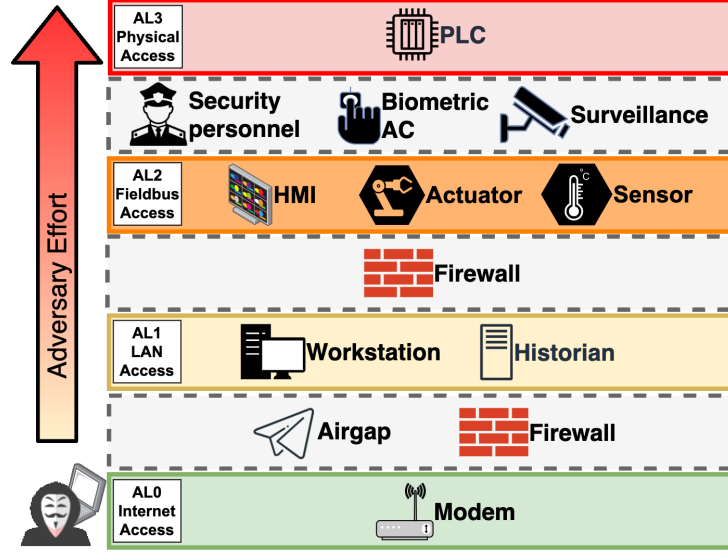 AL3
Physical
Access
PLC
Security
personnel
Biometric
AC
Surveillance
AL2
Fieldbus
Access
HMI
Actuator
°C
Sensor
Firewall
AL1
LAN
Access
Workstation
Historian
Airgap
Firewall
AL0
Internet
Access
Modem
Adversary Effort